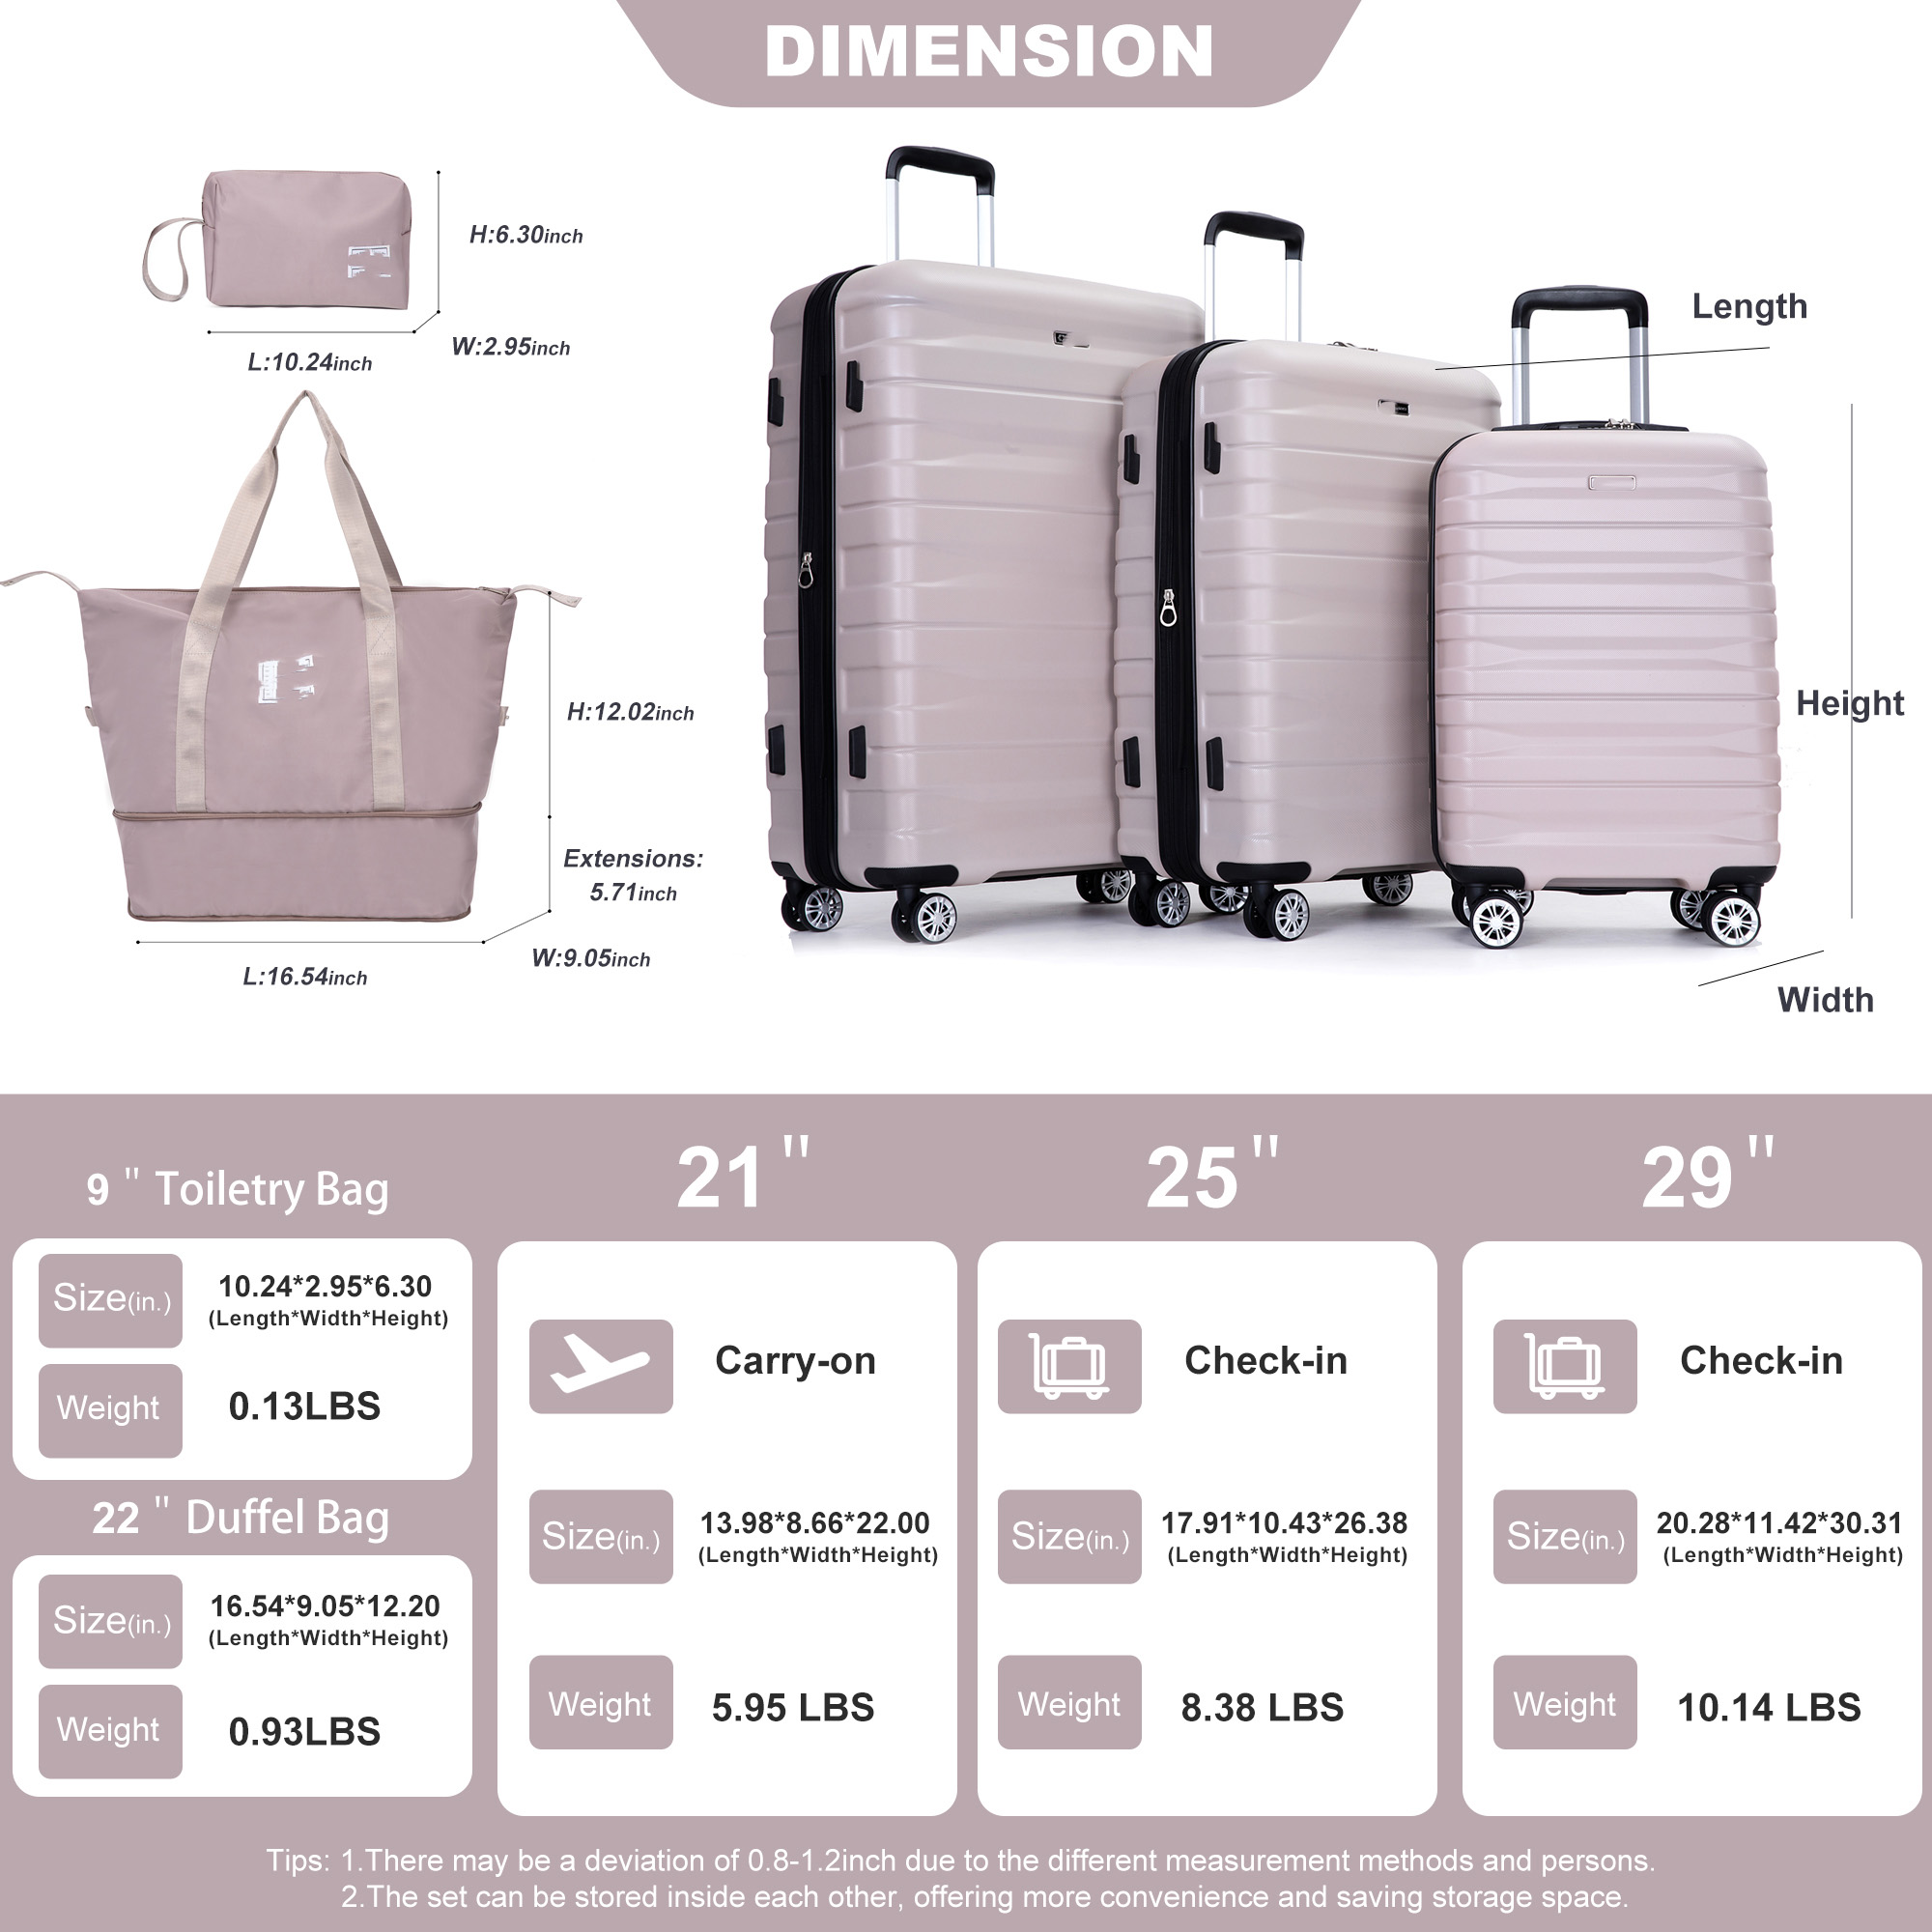 DIMENSION
H:6.30inch
W:2.95inch
L:10.24inch
Length
Height
Width
H:12.02inch
Extensions:
5.71inch
W:9.05inch
L:16.54inch
9" Toiletry Bag
Size(in.)
10.24*2.95*6.30
(Length*Width*Height)
Weight
0.13LBS
22" Duffel Bag
Size(in.)
16.54*9.05*12.20
(Length*Width*Height)
Weight
0.93LBS
21"
Carry-on
Size(in.)
13.98*8.66*22.00
(Length*Width*Height)
Weight
5.95 LBS
25"
Check-in
Size(in.)
17.91*10.43*26.38
(Length*Width*Height)
Weight
8.38 LBS
29"
Check-in
Size(in.)
20.28*11.42*30.31
(Length*Width*Height)
Weight
10.14 LBS
Tips: 1.There may be a deviation of 0.8-1.2inch due to the different measurement methods and persons.
2.The set can be stored inside each other, offering more convenience and saving storage space.